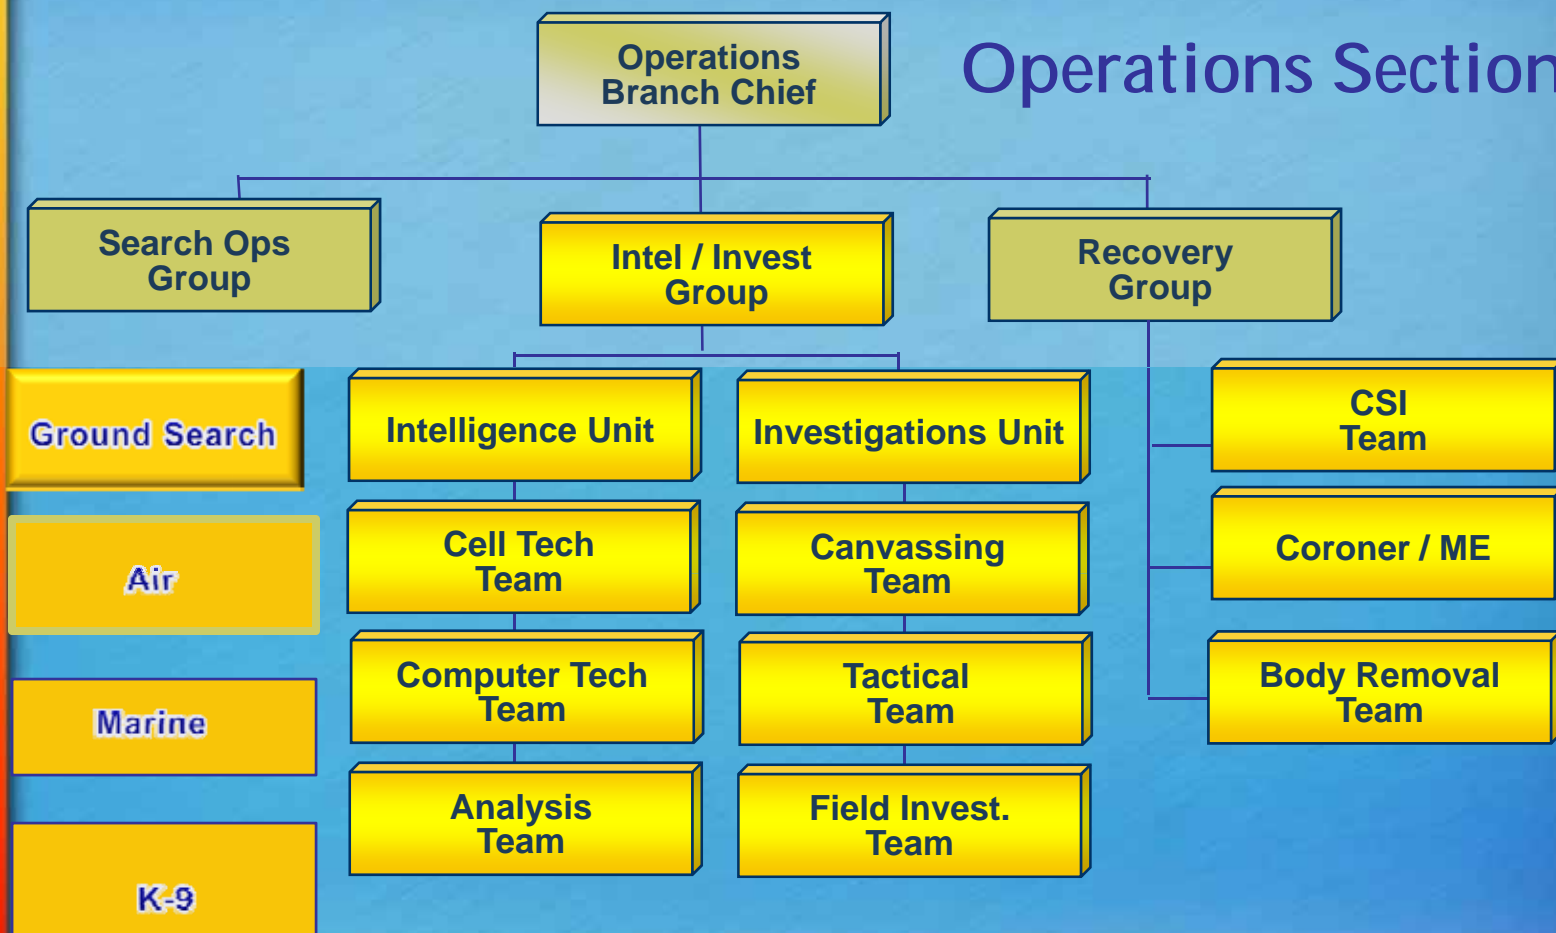 Operations Section
Operations
Branch Chief
Search Ops
Group
Intel / Invest
Group
Recovery
Group
Ground Search
Air
Marine
K-9
Intelligence Unit
Cell Tech
Team
Computer Tech
Team
Analysis
Team
Investigations Unit
Canvassing
Team
Tactical
Team
Field Invest.
Team
CSI
Team
Coroner / ME
Body Removal
Team